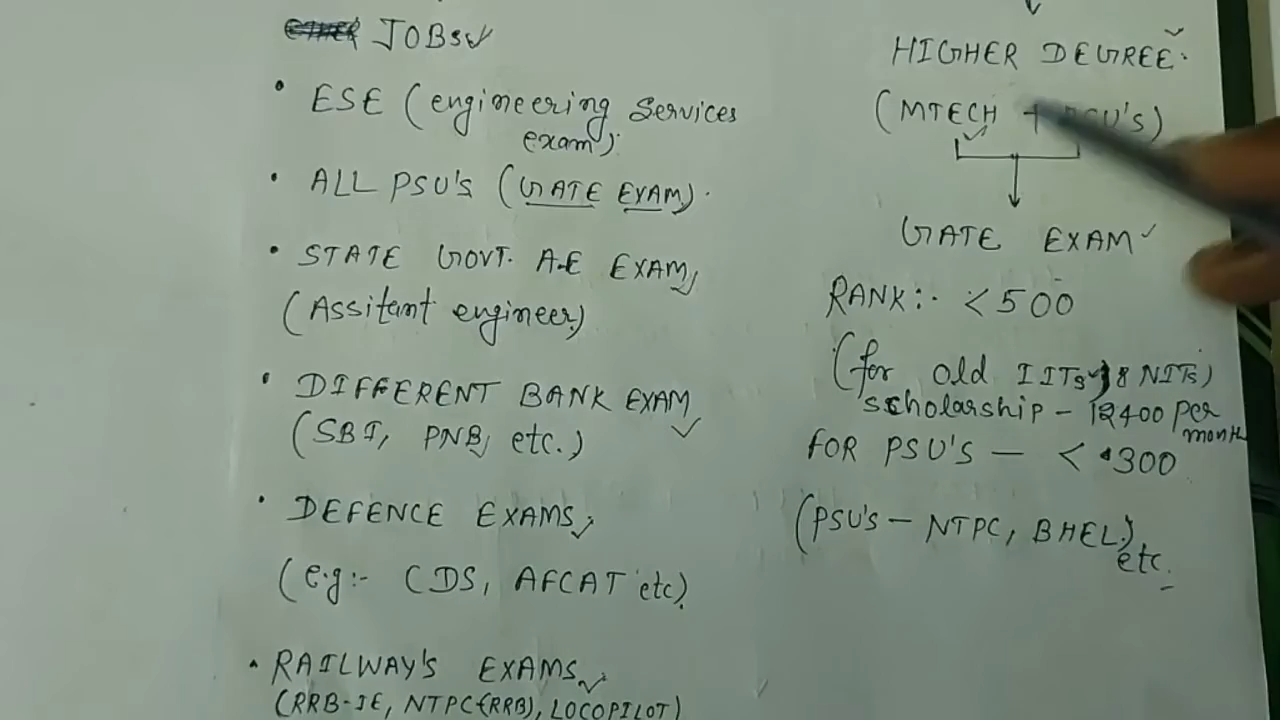 JOBS
• ESE (engineering Services
exam).
• ALL PSU'S (GATE EXAM).
• STATE GOVT. A.E EXAM
(Assitant engineer)
• DIFFERENT BANK EXAM
(SBI, PNB, etc.)
• DEFENCE EXAMS
(e.g:- CDS, AFCAT etc).
• RAILWAY'S EXAMS
(RRB-JE, NTPC(RRB), LOCOPILOT)
HIGHER DEGREE.
(MTECH + PSU'S)
GATE EXAM
RANK:- <500
(for old IITs & NITs)
scholarship - 12400 per
month
FOR PSU'S - < 300
(PSU'S - NTPC, BHEL)
etc.